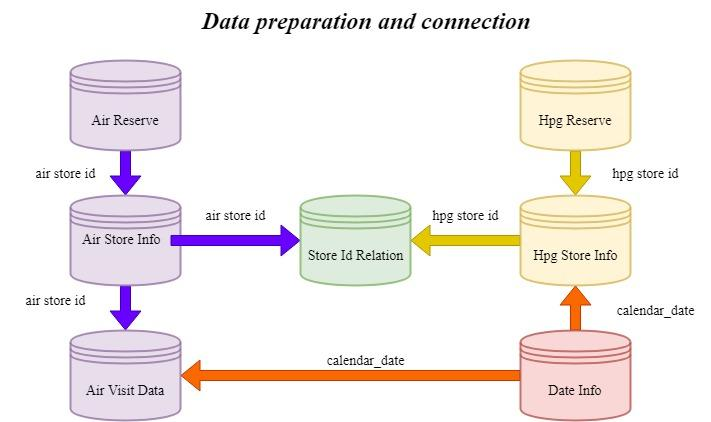 Data preparation and connection
Air Reserve
Hpg Reserve
air store id
hpg store id
air store id
hpg store id
Air Store Info
Store Id Relation
Hpg Store Info
air store id
calendar_date
calendar_date
Air Visit Data
Date Info